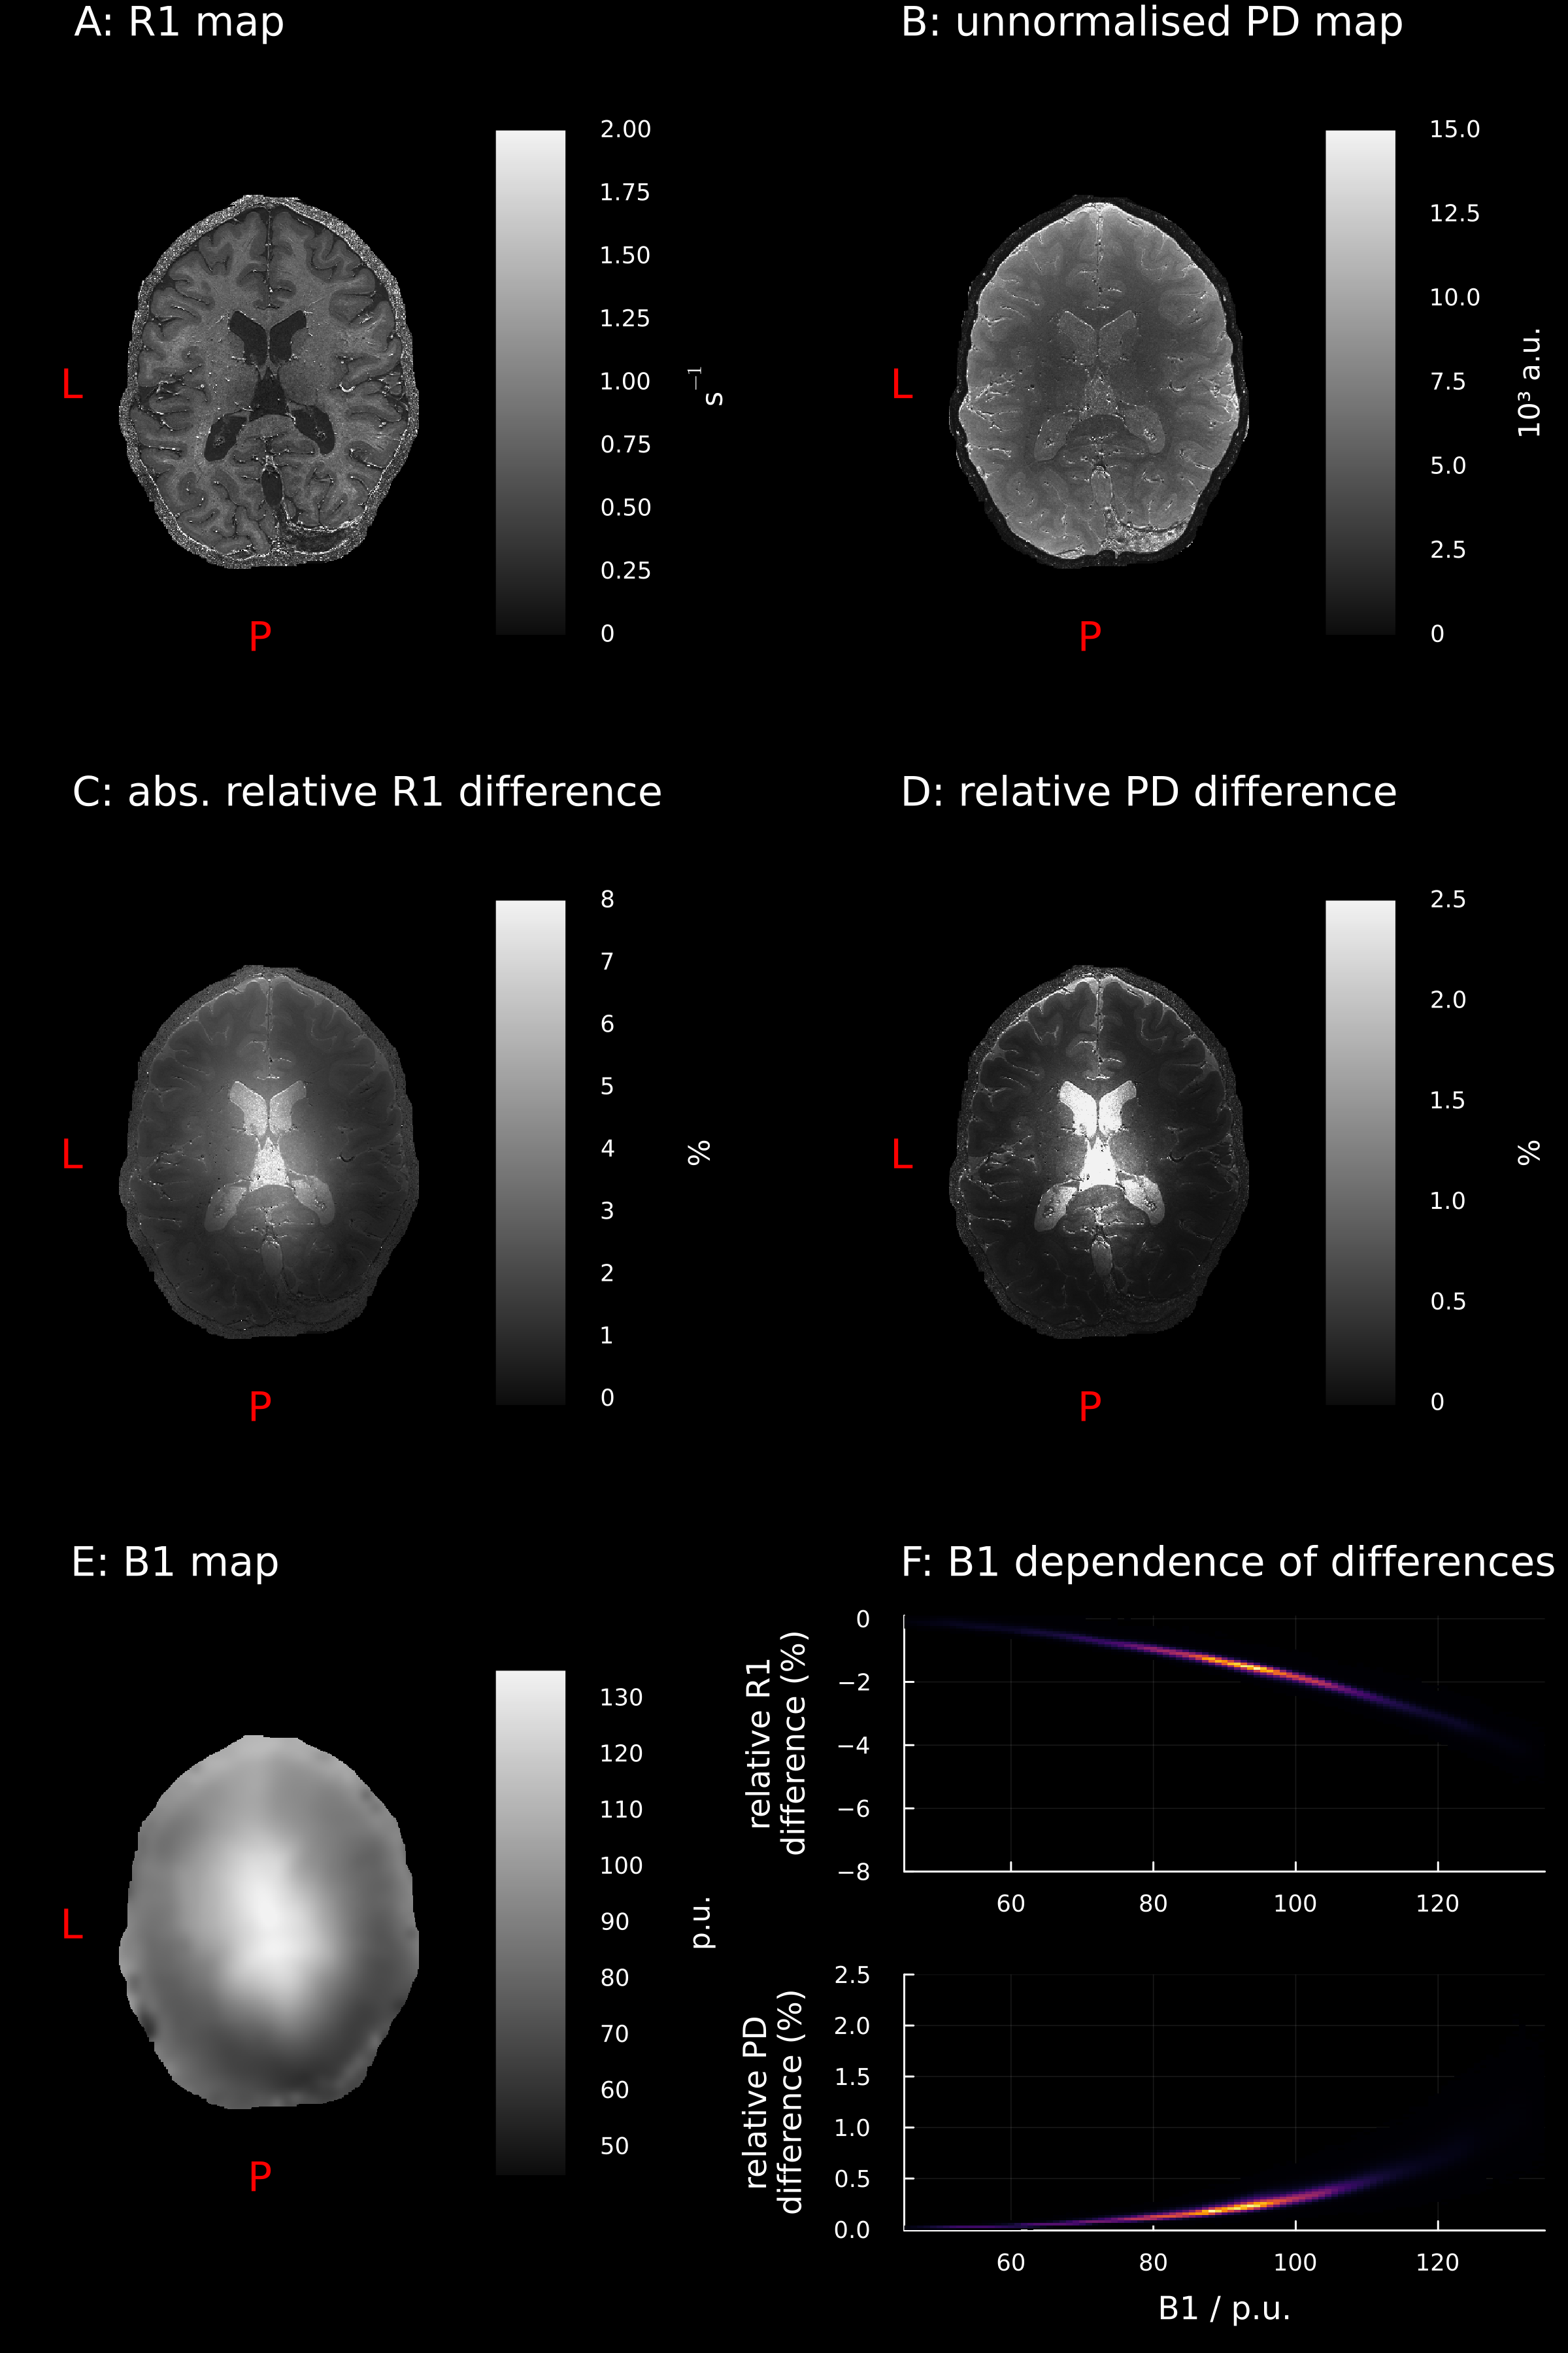 A: R1 map
2.00
1.75
1.50
1.25
1.00
0.75
0.50
0.25
0
s⁻¹
L
P
B: unnormalised PD map
15.0
12.5
10.0
7.5
5.0
2.5
0
10³ a.u.
L
P
C: abs. relative R1 difference
8
7
6
5
4
3
2
1
0
%
L
P
D: relative PD difference
2.5
2.0
1.5
1.0
0.5
0
%
L
P
E: B1 map
130
120
110
100
90
80
70
60
50
p.u.
L
P
F: B1 dependence of differences
relative R1
difference (%)
0
−2
−4
−6
−8
60 80 100 120
relative PD
difference (%)
2.5
2.0
1.5
1.0
0.5
0.0
60 80 100 120
B1 / p.u.